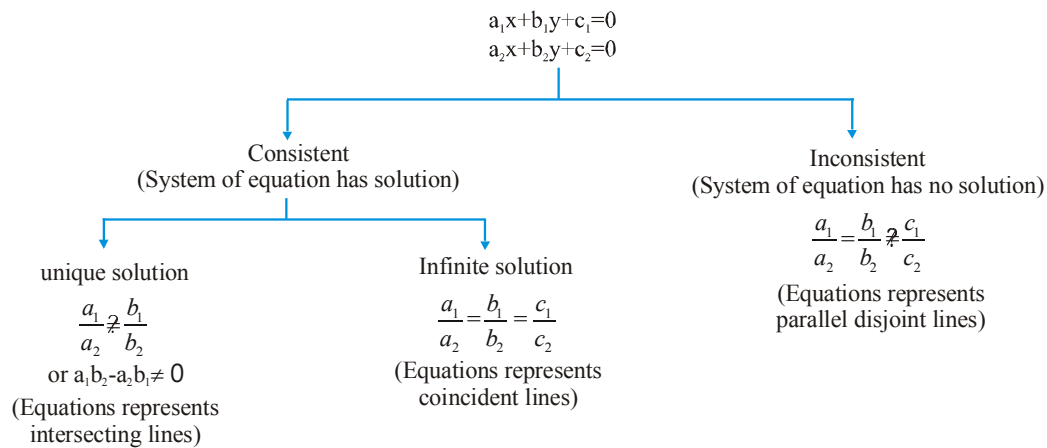 a₁x+b₁y+c₁=0
a₂x+b₂y+c₂=0
Consistent
(System of equation has solution)
Inconsistent
(System of equation has no solution)
a₁/a₂ = b₁/b₂ ≠ c₁/c₂
(Equations represents
parallel disjoint lines)
unique solution
a₁/a₂ ≠ b₁/b₂
or a₁b₂-a₂b₁≠ 0
(Equations represents
intersecting lines)
Infinite solution
a₁/a₂ = b₁/b₂ = c₁/c₂
(Equations represents
coincident lines)